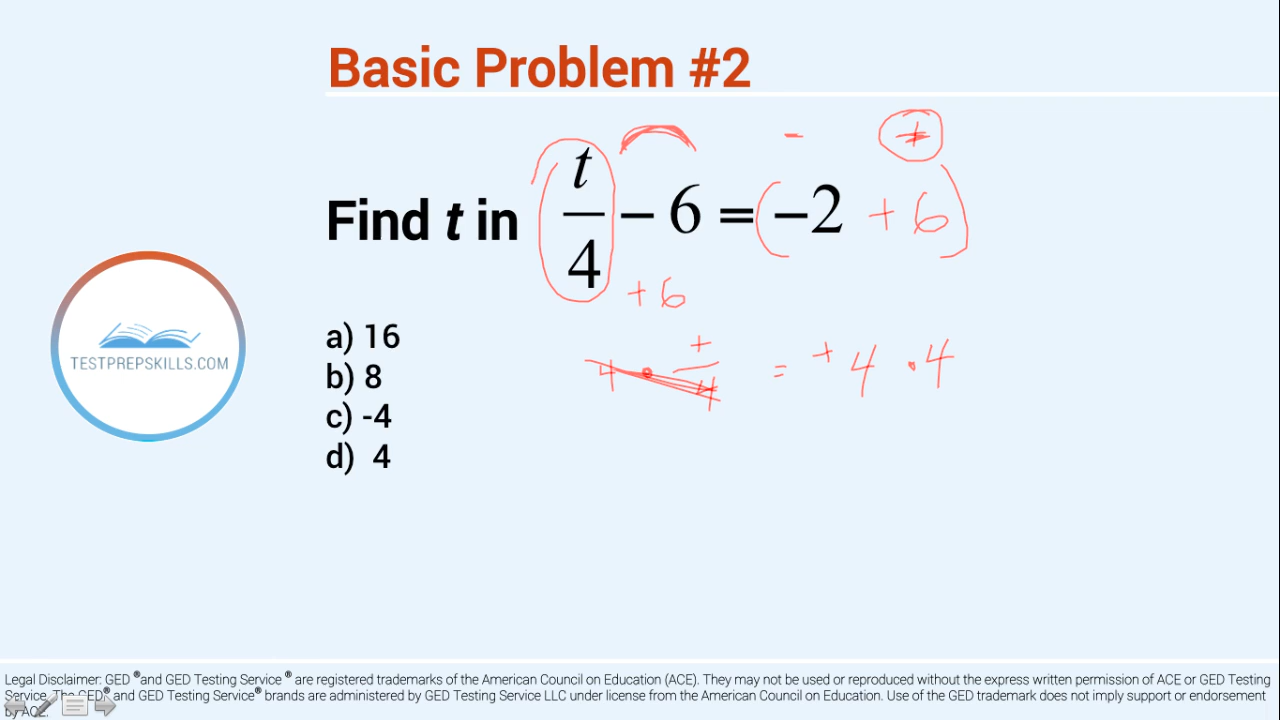 Basic Problem #2
- +
Find t in t/4 − 6 = (−2 + 6)
+ 6
4 • t/4 = +4 • 4
TESTPREPSKILLS.COM
a) 16
b) 8
c) -4
d) 4
Legal Disclaimer: GED ® and GED Testing Service ® are registered trademarks of the American Council on Education (ACE). They may not be used or reproduced without the express written permission of ACE or GED Testing
Service. The GED® and GED Testing Service® brands are administered by GED Testing Service LLC under license from the American Council on Education. Use of the GED trademark does not imply support or endorsement
by ACE.